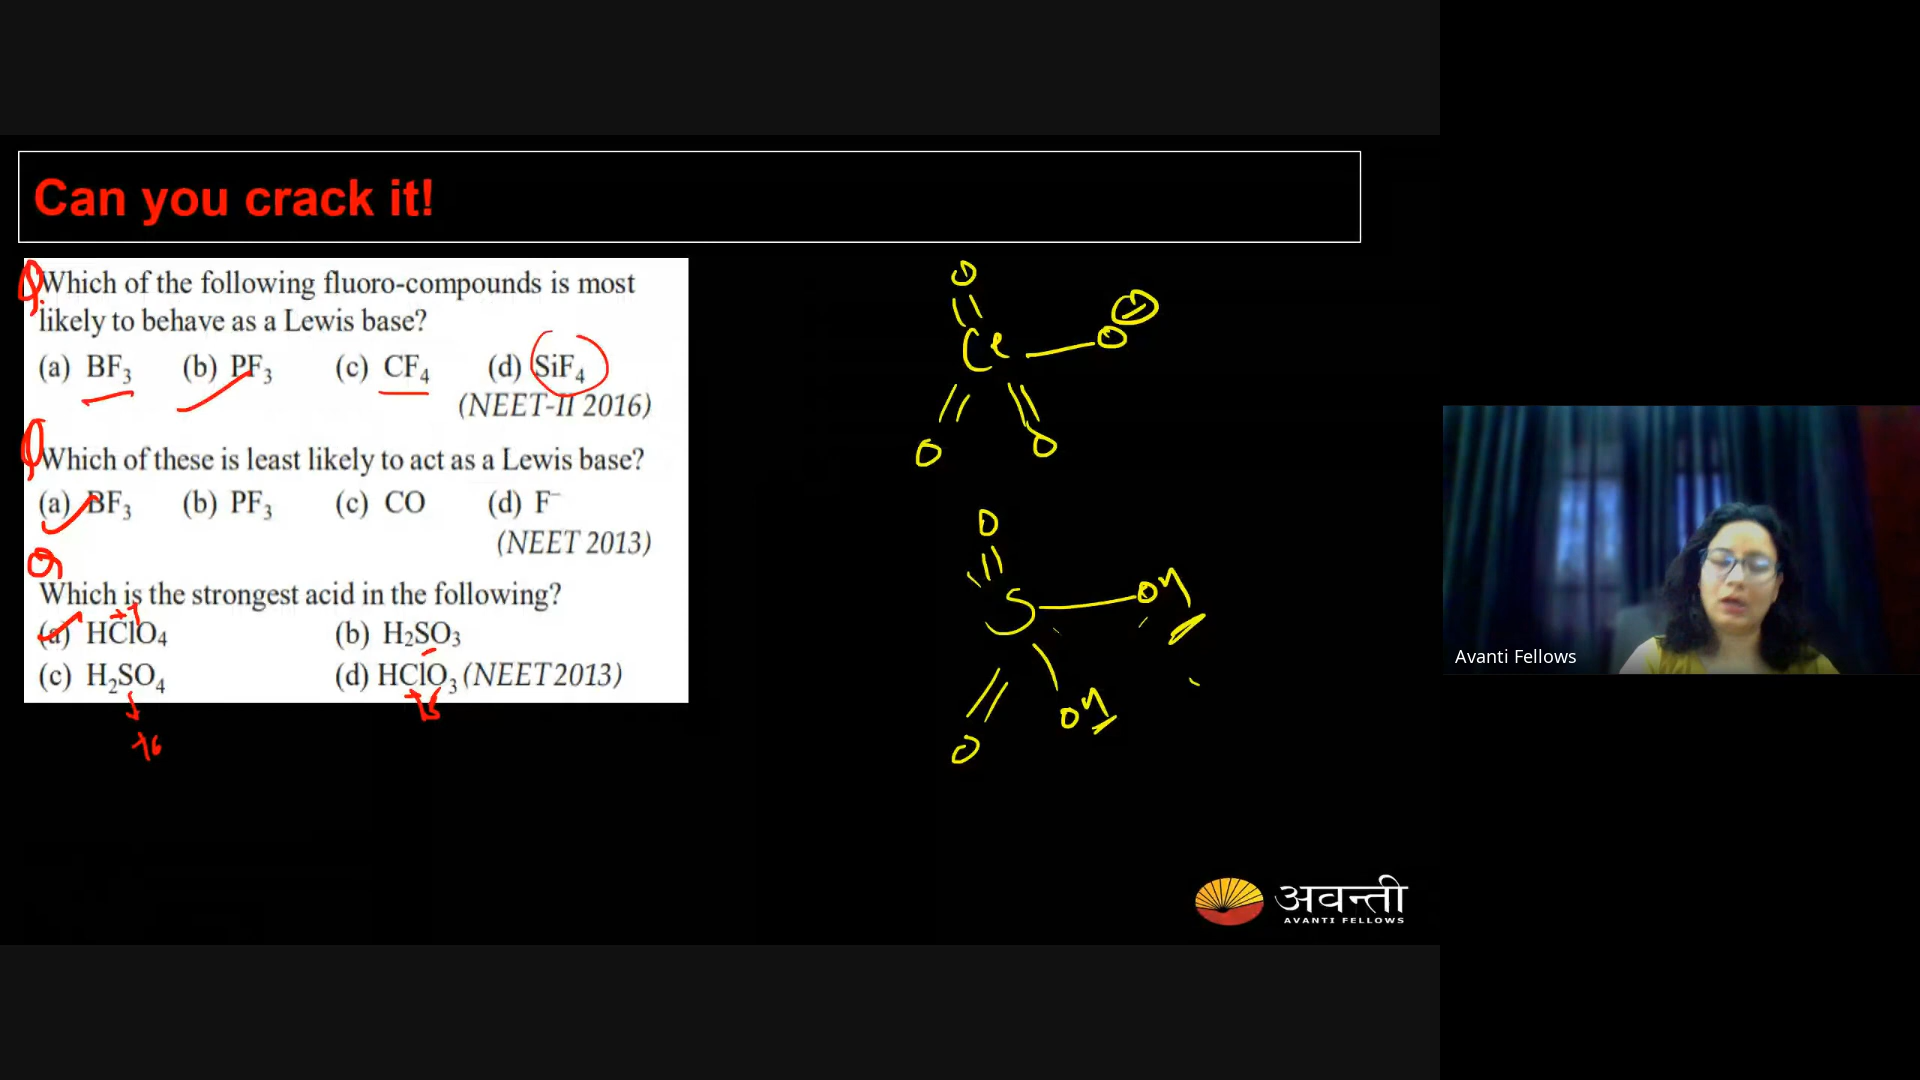 Can you crack it!
Q. Which of the following fluoro-compounds is most
likely to behave as a Lewis base?
(a) BF₃ (b) PF₃ (c) CF₄ (d) SiF₄
(NEET-II 2016)
Q Which of these is least likely to act as a Lewis base?
(a) BF₃ (b) PF₃ (c) CO (d) F⁻
(NEET 2013)
Q
Which is the strongest acid in the following?
+7
(a) HClO₄ (b) H₂SO₃
(c) H₂SO₄ (d) HClO₃ (NEET 2013)
+5
+6
O
Cl O ⊖
O O
O
S OH
OH
O
Avanti Fellows
अवन्ती
AVANTI FELLOWS